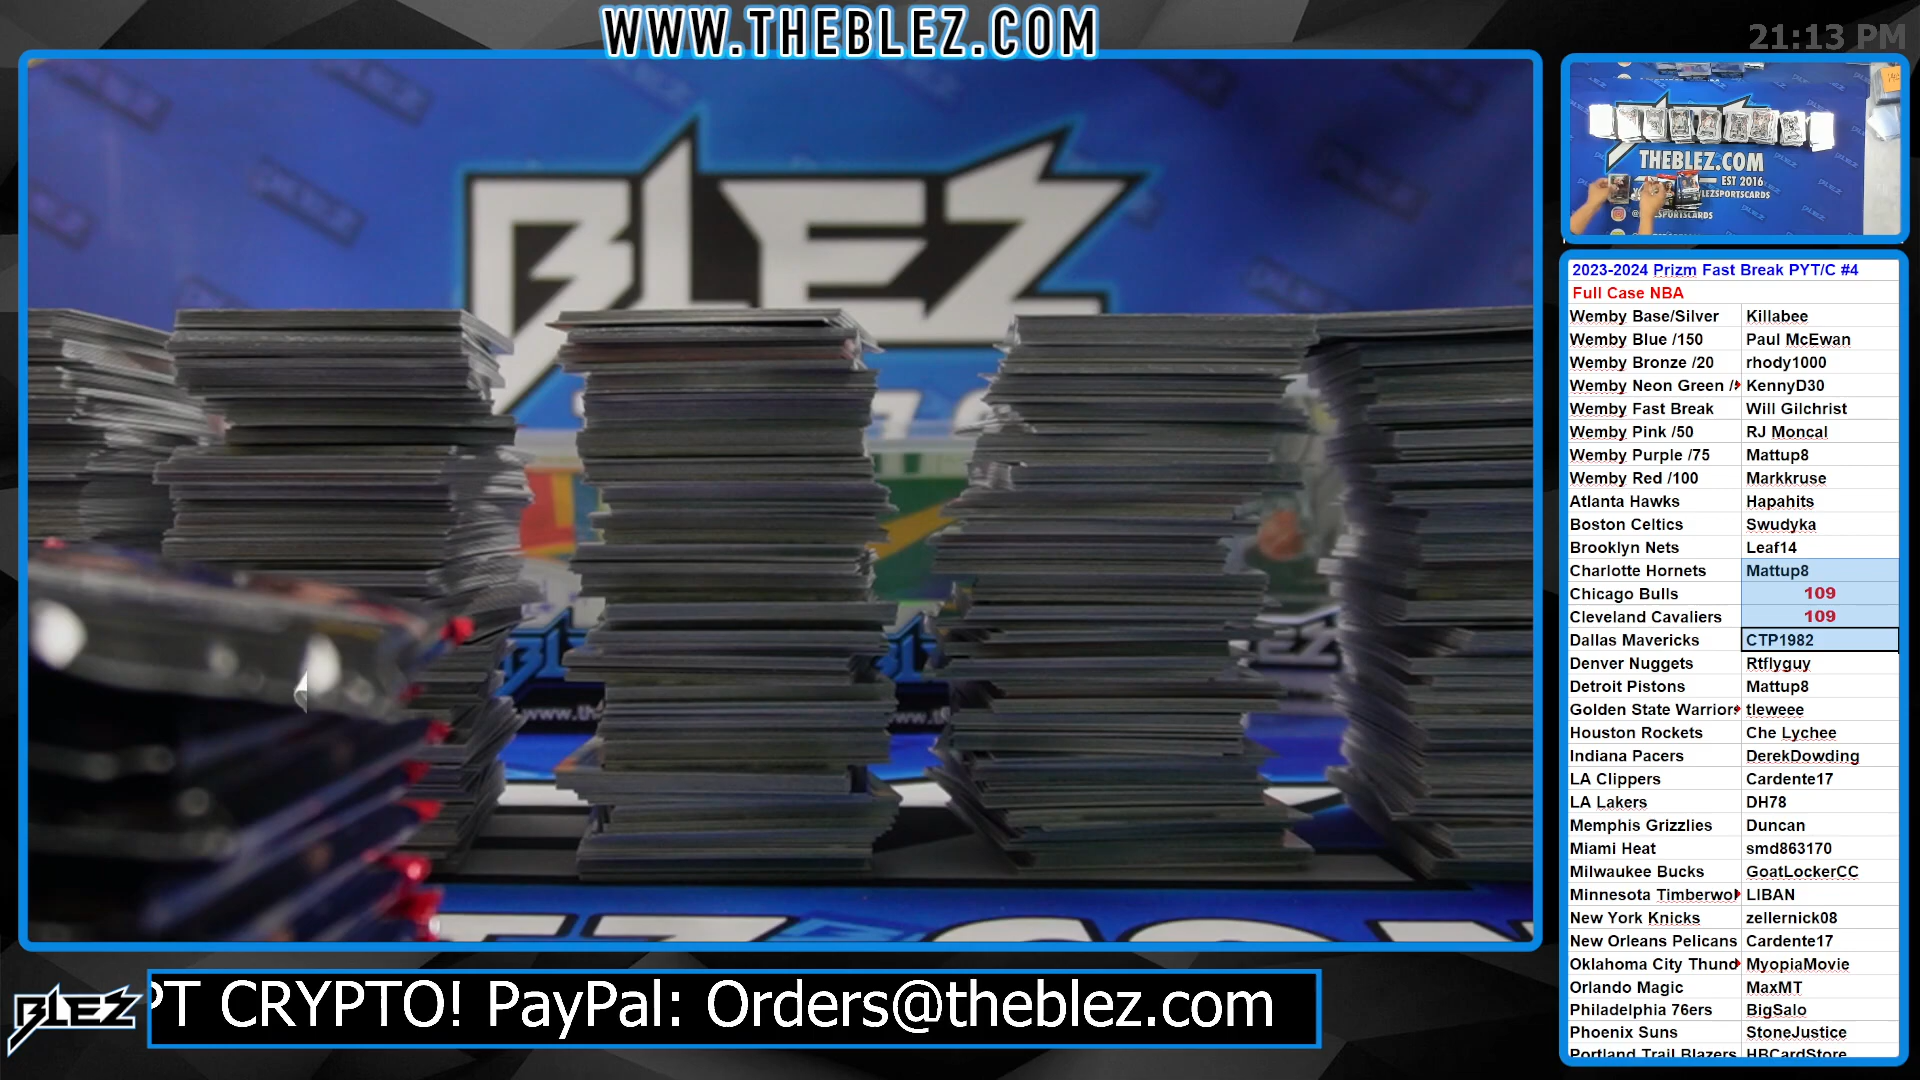 WWW.THEBLEZ.COM
21:13 PM
BLEZ
THEBLEZ.COM
EST 2016
2023-2024 Prizm Fast Break PYT/C #4
Full Case NBA
Wemby Base/Silver Killabee
Wemby Blue /150 Paul McEwan
Wemby Bronze /20 rhody1000
Wemby Neon Green / KennyD30
Wemby Fast Break Will Gilchrist
Wemby Pink /50 RJ Moncal
Wemby Purple /75 Mattup8
Wemby Red /100 Markkruse
Atlanta Hawks Hapahits
Boston Celtics Swudyka
Brooklyn Nets Leaf14
Charlotte Hornets Mattup8
Chicago Bulls 109
Cleveland Cavaliers 109
Dallas Mavericks CTP1982
Denver Nuggets Rtflyguy
Detroit Pistons Mattup8
Golden State Warriors tleweee
Houston Rockets Che Lychee
Indiana Pacers DerekDowding
LA Clippers Cardente17
LA Lakers DH78
Memphis Grizzlies Duncan
Miami Heat smd863170
Milwaukee Bucks GoatLockerCC
Minnesota Timberwol LIBAN
New York Knicks zellernick08
New Orleans Pelicans Cardente17
Oklahoma City Thund MyopiaMovie
Orlando Magic MaxMT
Philadelphia 76ers BigSalo
Phoenix Suns StoneJustice
Portland Trail Blazers HBCardStore
BLEZ
PT CRYPTO! PayPal: Orders@theblez.com